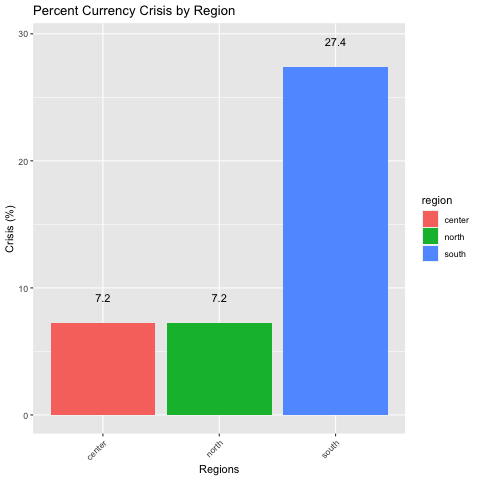 Percent Currency Crisis by Region
30
20
10
0
Crisis (%)
7.2
7.2
27.4
center
north
south
Regions
region
center
north
south